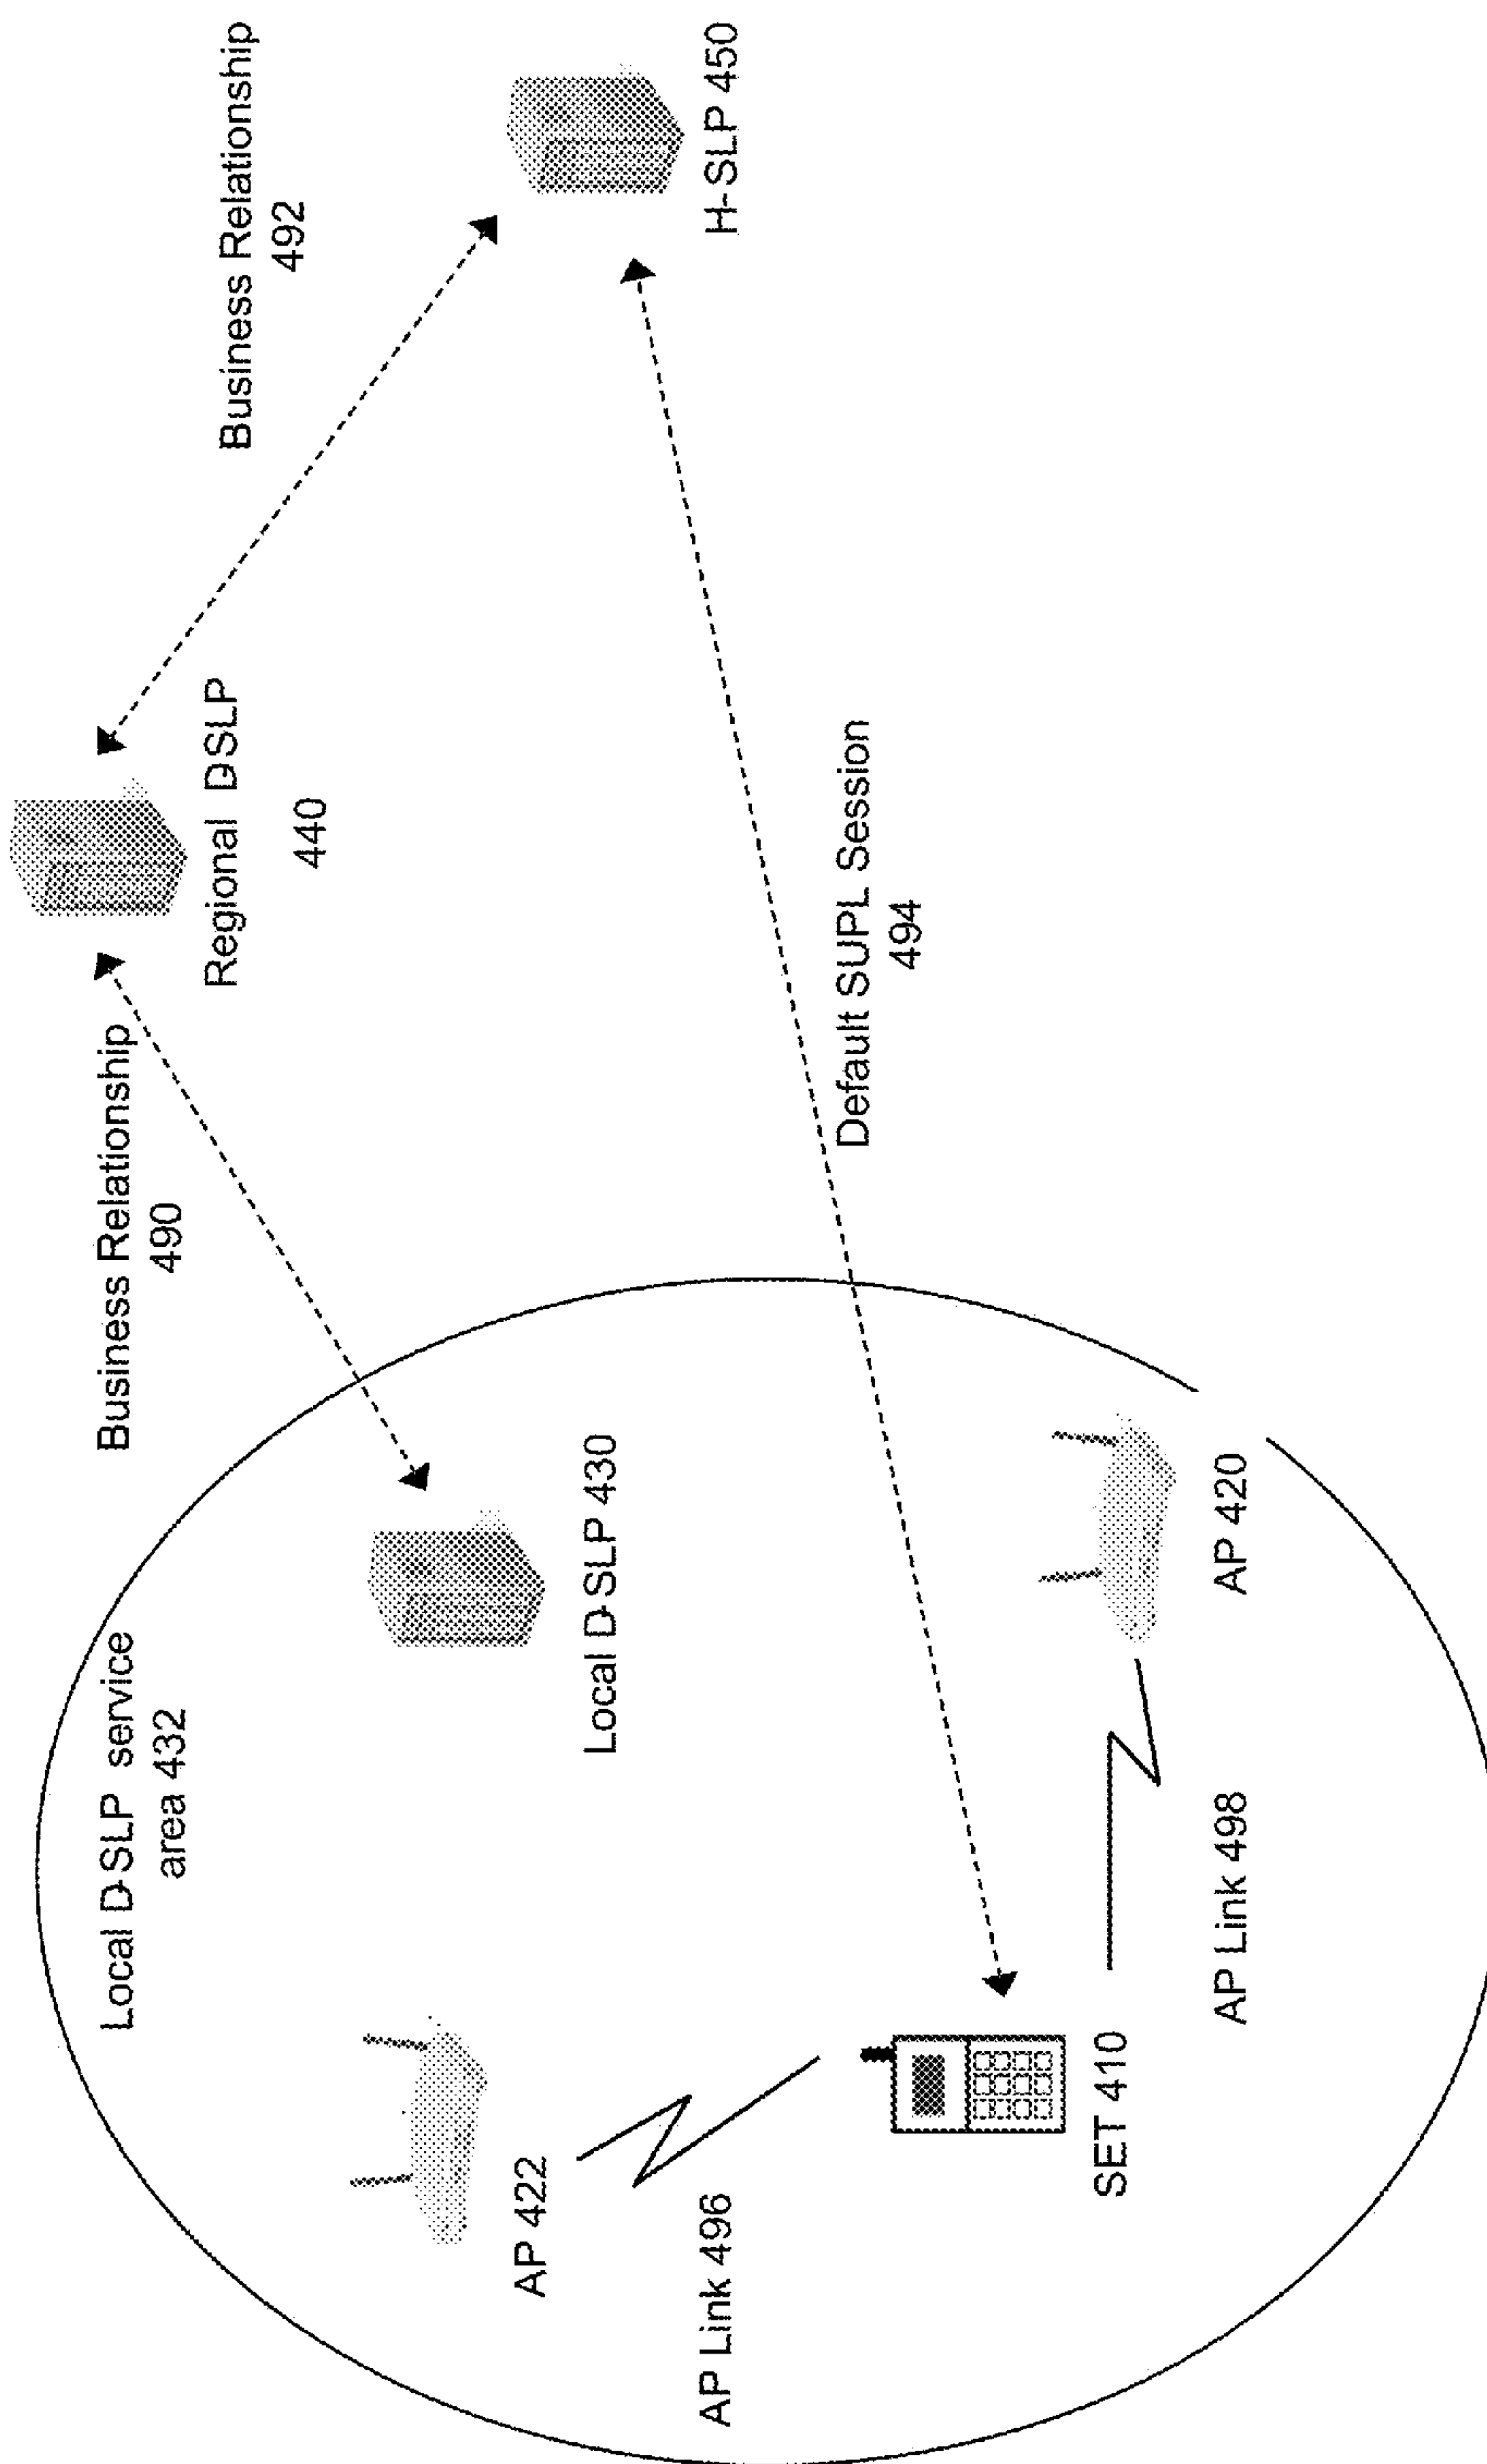 Business Relationship
492
H-SLP 450
Regional D-SLP
440
Business Relationship
490
Default SUPL Session
494
Local D-SLP service
area 432
Local D-SLP 430
AP 420
AP 422
AP Link 496
SET 410
AP Link 498